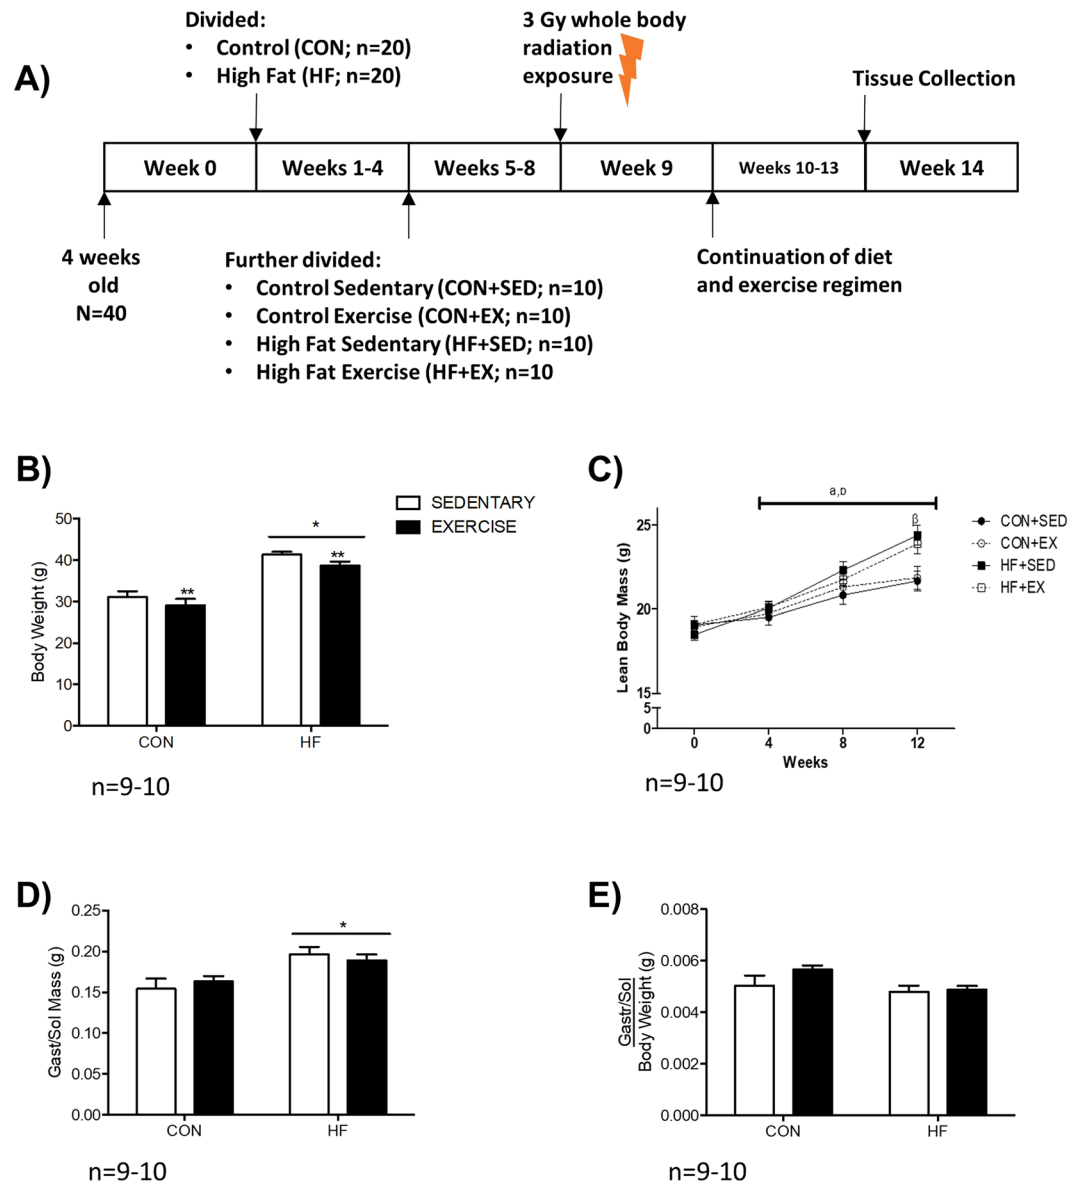 A)
Divided:
• Control (CON; n=20)
• High Fat (HF; n=20)
3 Gy whole body
radiation
exposure
Tissue Collection
Week 0
Weeks 1-4
Weeks 5-8
Week 9
Weeks 10-13
Week 14
4 weeks
old
N=40
Further divided:
• Control Sedentary (CON+SED; n=10)
• Control Exercise (CON+EX; n=10)
• High Fat Sedentary (HF+SED; n=10)
• High Fat Exercise (HF+EX; n=10
Continuation of diet
and exercise regimen
B)
SEDENTARY
EXERCISE
Body Weight (g)
50
40
30
20
10
0
**
*
**
CON
HF
n=9-10
C)
a,b
β
Lean Body Mass (g)
25
20
15
5
0
0
4
8
12
Weeks
CON+SED
CON+EX
HF+SED
HF+EX
n=9-10
D)
Gast/Sol Mass (g)
0.25
0.20
0.15
0.10
0.05
0.00
*
CON
HF
n=9-10
E)
Gastr/Sol
Body Weight (g)
0.008
0.006
0.004
0.002
0.000
CON
HF
n=9-10